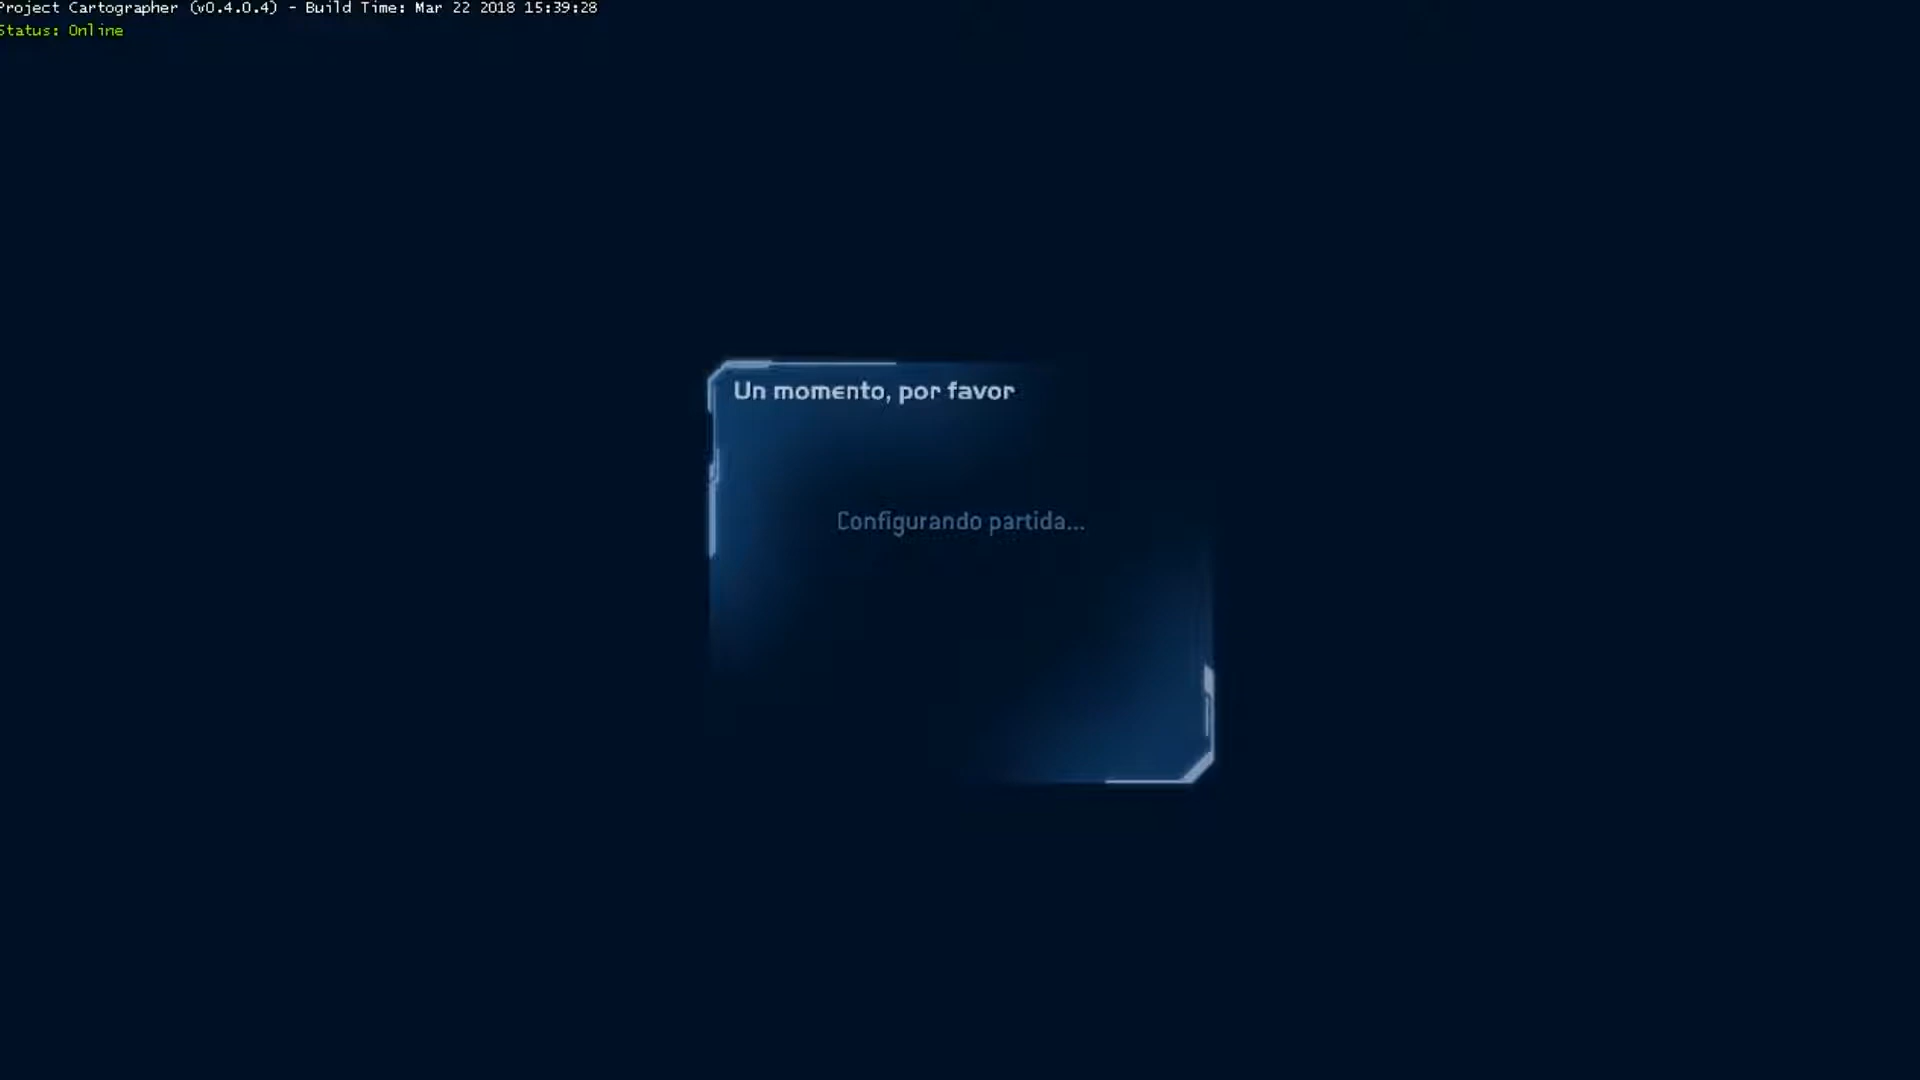 Project Cartographer (v0.4.0.4) - Build Time: Mar 22 2018 15:39:28
Status: Online
Un momento, por favor
Configurando partida...